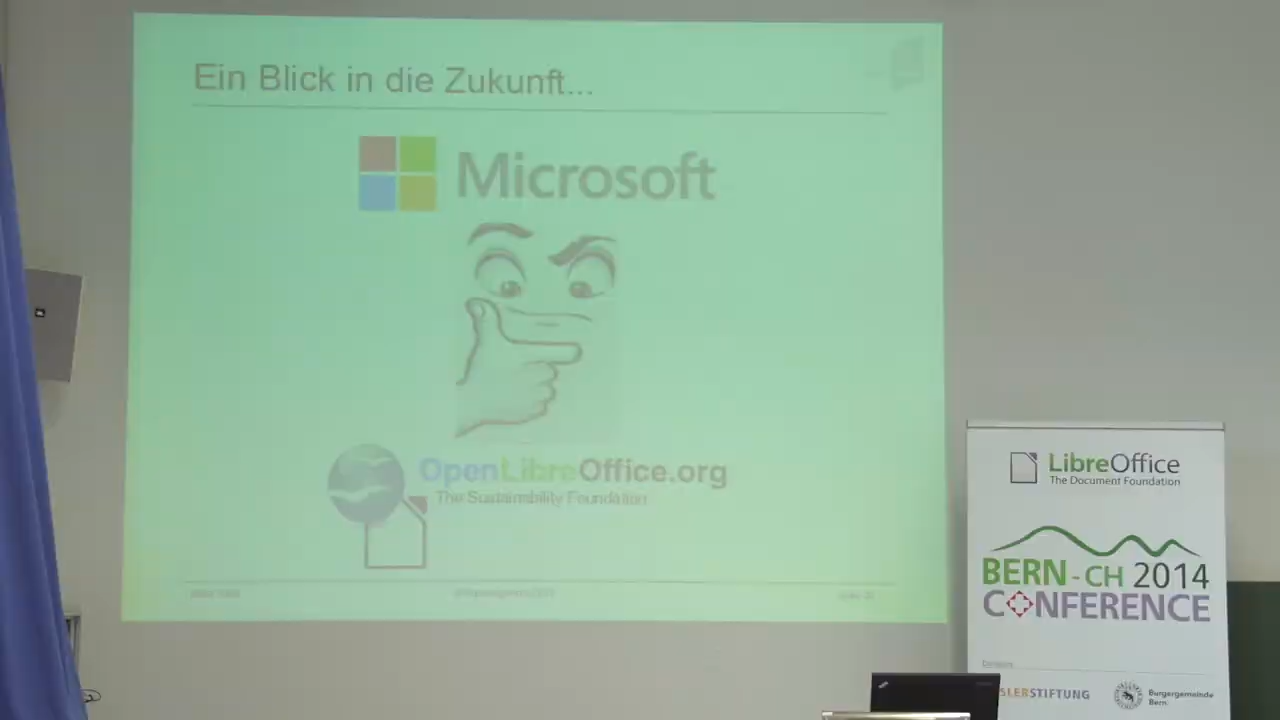 Ein Blick in die Zukunft...
Microsoft
OpenLibreOffice.org
The Sustainability Foundation
LibreOffice
The Document Foundation
BERN-CH 2014
CONFERENCE
SLERSTIFTUNG
Burgergemeinde
Bern